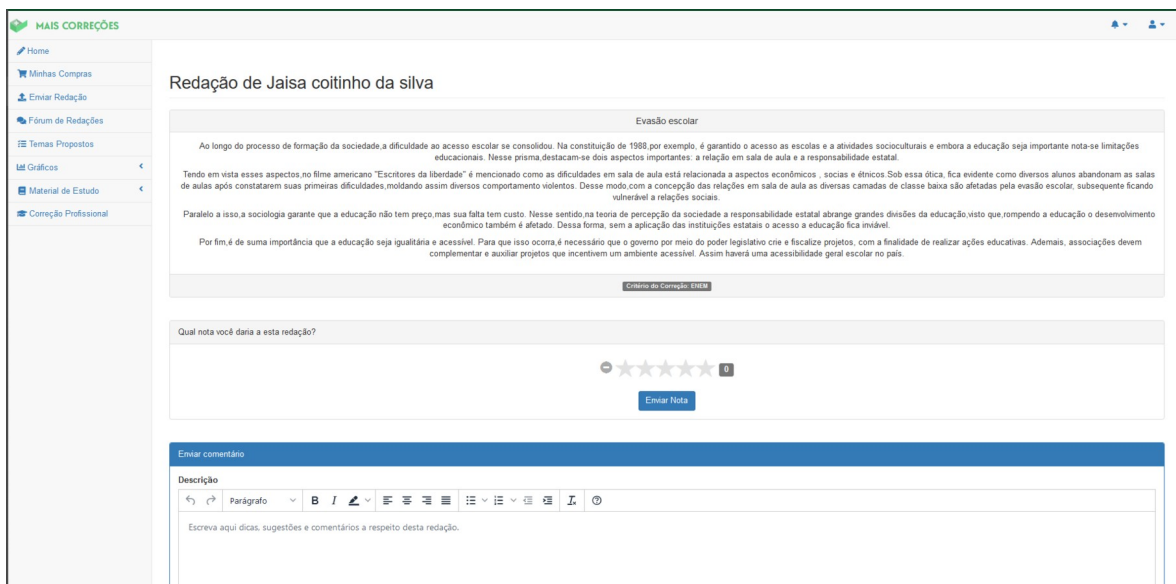 MAIS CORREÇÕES
Home
Minhas Compras
Enviar Redação
Fórum de Redações
Temas Propostos
Gráficos
Material de Estudo
Correção Profissional
Redação de Jaisa coitinho da silva
Evasão escolar
Ao longo do processo de formação da sociedade,a dificuldade ao acesso escolar se consolidou. Na constituição de 1988,por exemplo, é garantido o acesso as escolas e a atividades socioculturais e embora a educação seja importante nota-se limitações
educacionais. Nesse prisma,destacam-se dois aspectos importantes: a relação em sala de aula e a responsabilidade estatal.
Tendo em vista esses aspectos,no filme americano "Escritores da liberdade" é mencionado como as dificuldades em sala de aula está relacionada a aspectos econômicos , socias e étnicos.Sob essa ótica, fica evidente como diversos alunos abandonam as salas
de aulas após constatarem suas primeiras dificuldades,moldando assim diversos comportamento violentos. Desse modo,com a concepção das relações em sala de aula as diversas camadas de classe baixa são afetadas pela evasão escolar, subsequente ficando
vulnerável a relações sociais.
Paralelo a isso,a sociologia garante que a educação não tem preço,mas sua falta tem custo. Nesse sentido,na teoria de percepção da sociedade a responsabilidade estatal abrange grandes divisões da educação,visto que,rompendo a educação o desenvolvimento
econômico também é afetado. Dessa forma, sem a aplicação das instituições estatais o acesso a educação fica inviável.
Por fim,é de suma importância que a educação seja igualitária e acessível. Para que isso ocorra,é necessário que o governo por meio do poder legislativo crie e fiscalize projetos, com a finalidade de realizar ações educativas. Ademais, associações devem
complementar e auxiliar projetos que incentivem um ambiente acessível. Assim haverá uma acessibilidade geral escolar no país.
Critério do Correção: ENEM
Qual nota você daria a esta redação?
0
Enviar Nota
Enviar comentário
Descrição
Parágrafo B I
Escreva aqui dicas, sugestões e comentários a respeito desta redação.